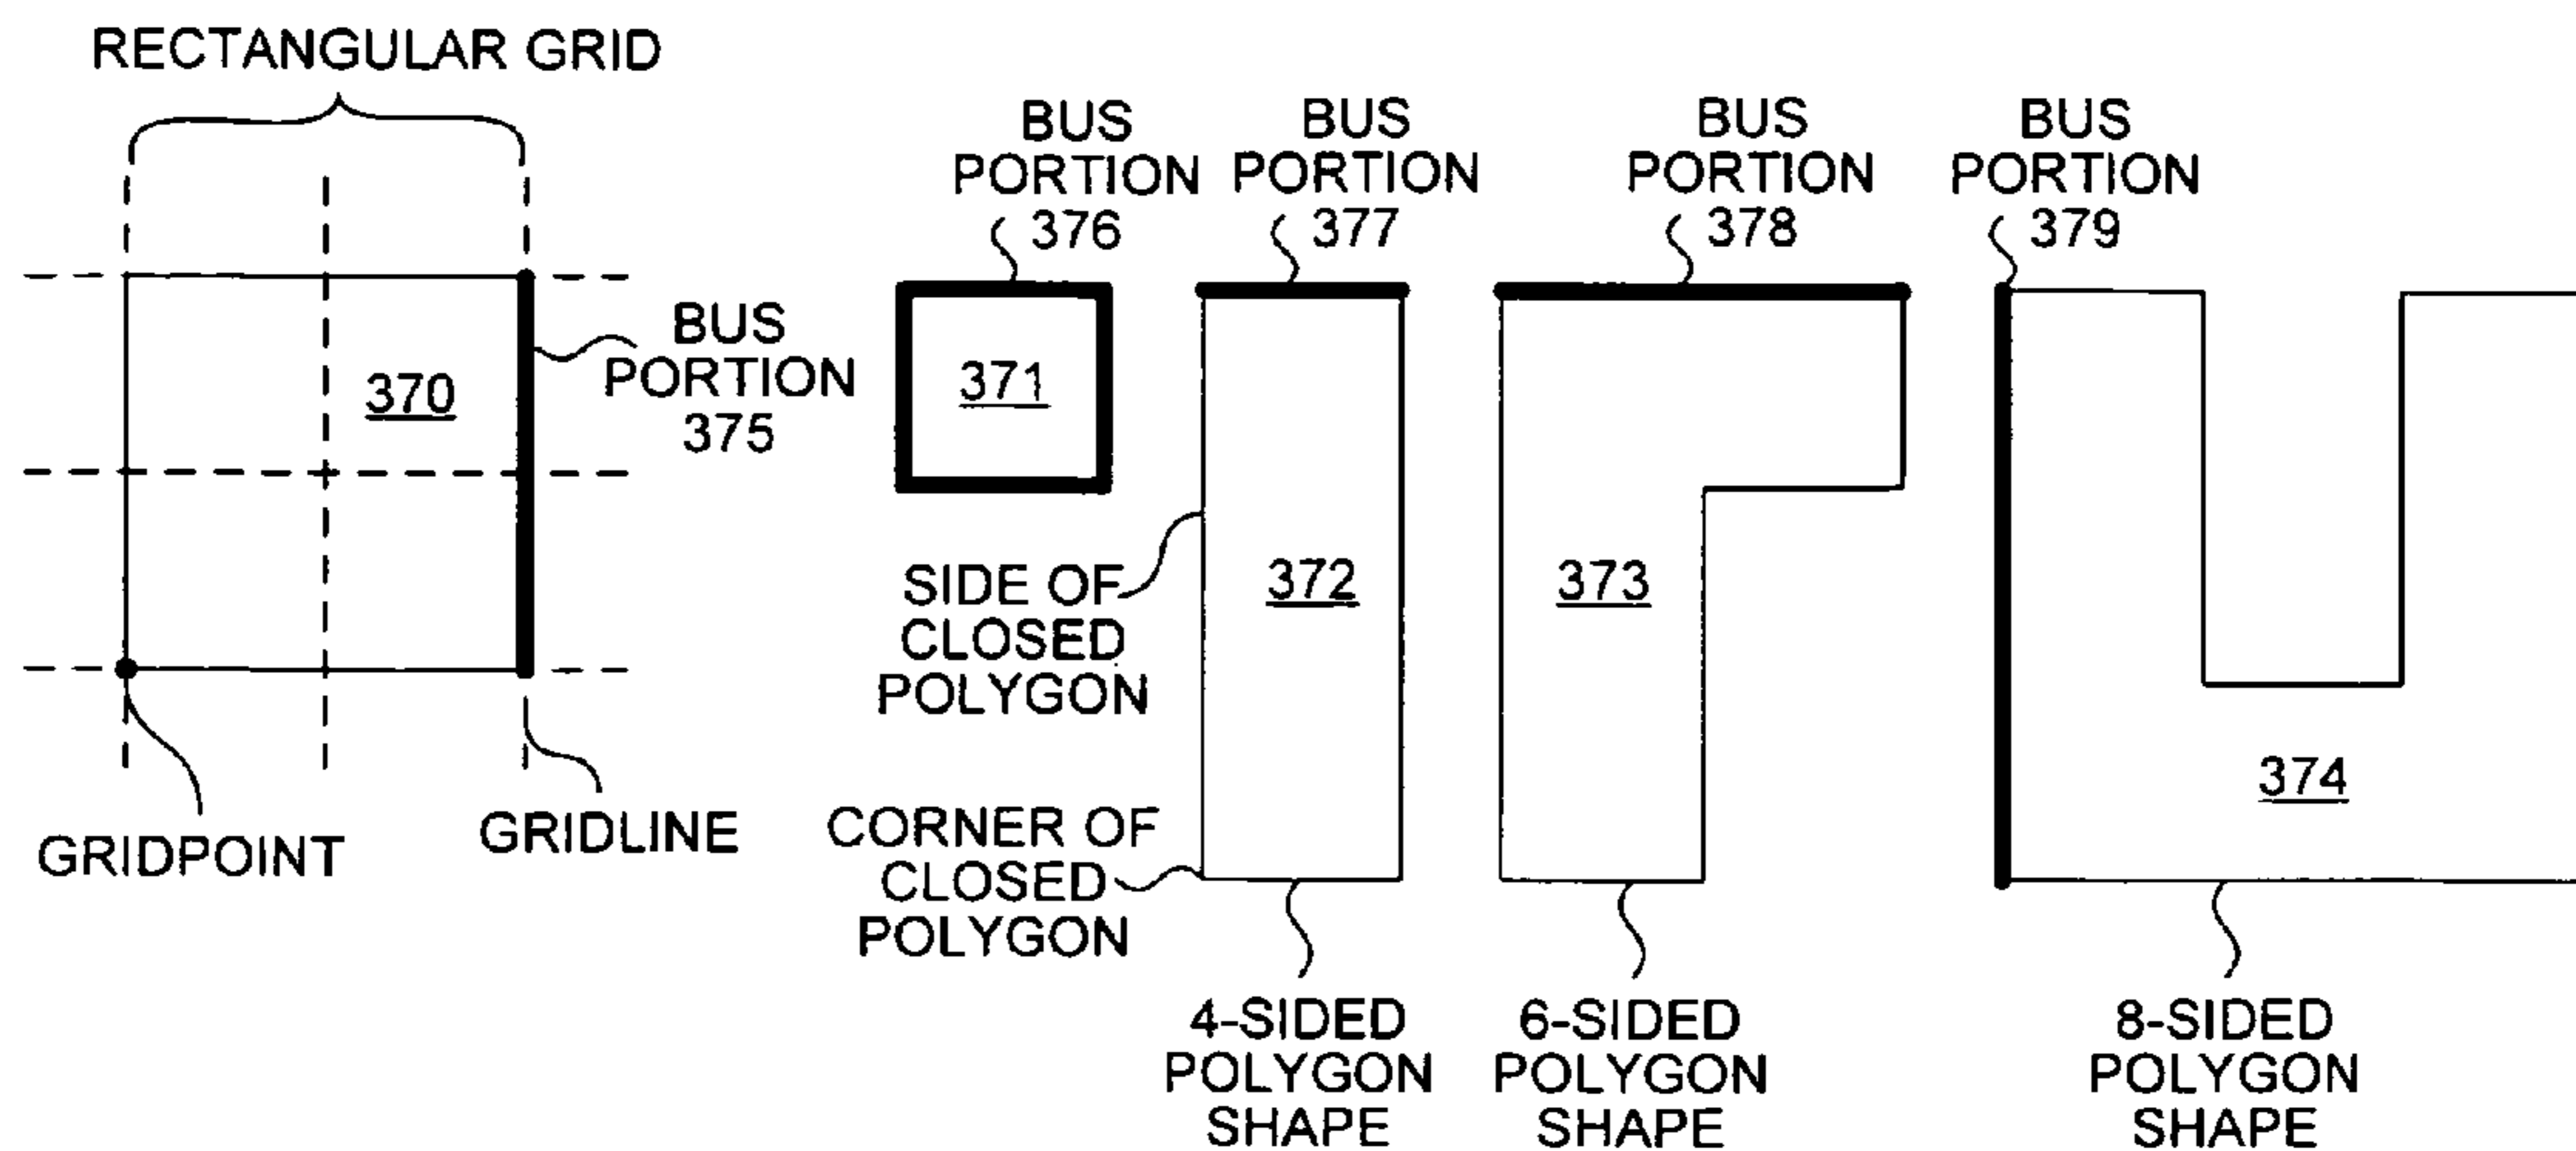 RECTANGULAR GRID
370
BUS
PORTION
375
GRIDPOINT
GRIDLINE
BUS
PORTION
376
371
BUS
PORTION
377
372
SIDE OF
CLOSED
POLYGON
CORNER OF
CLOSED
POLYGON
4-SIDED
POLYGON
SHAPE
BUS
PORTION
378
373
6-SIDED
POLYGON
SHAPE
BUS
PORTION
379
374
8-SIDED
POLYGON
SHAPE